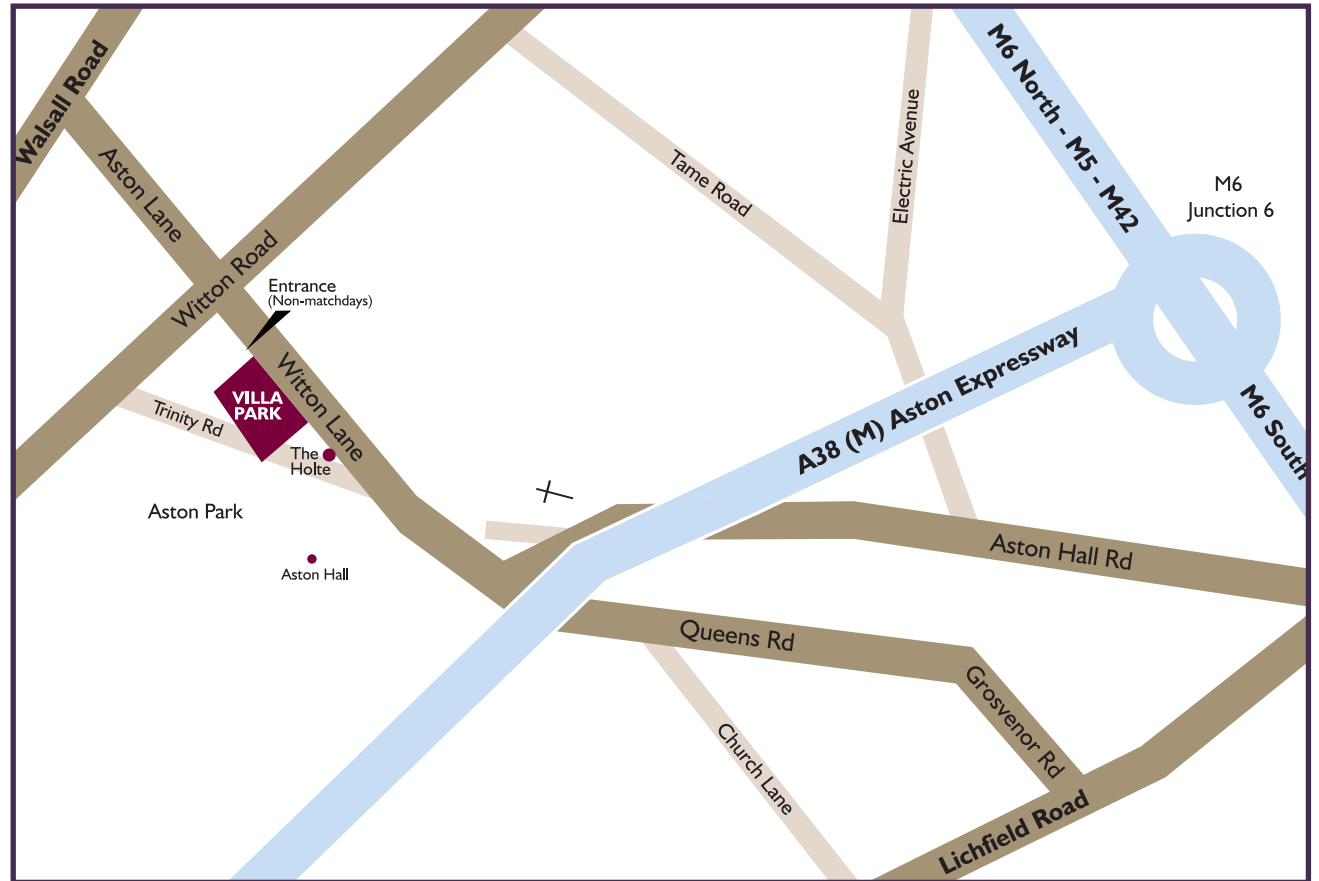 Walsall Road
Aston Lane
Witton Road
Tame Road
Electric Avenue
M6 North - M5 - M42
M6
Junction 6
Entrance
(Non-matchdays)
VILLA
PARK
Witton Lane
Trinity Rd
The
Holte
A38 (M) Aston Expressway
M6 South
Aston Park
Aston Hall
Aston Hall Rd
Queens Rd
Grosvenor Rd
Church Lane
Lichfield Road